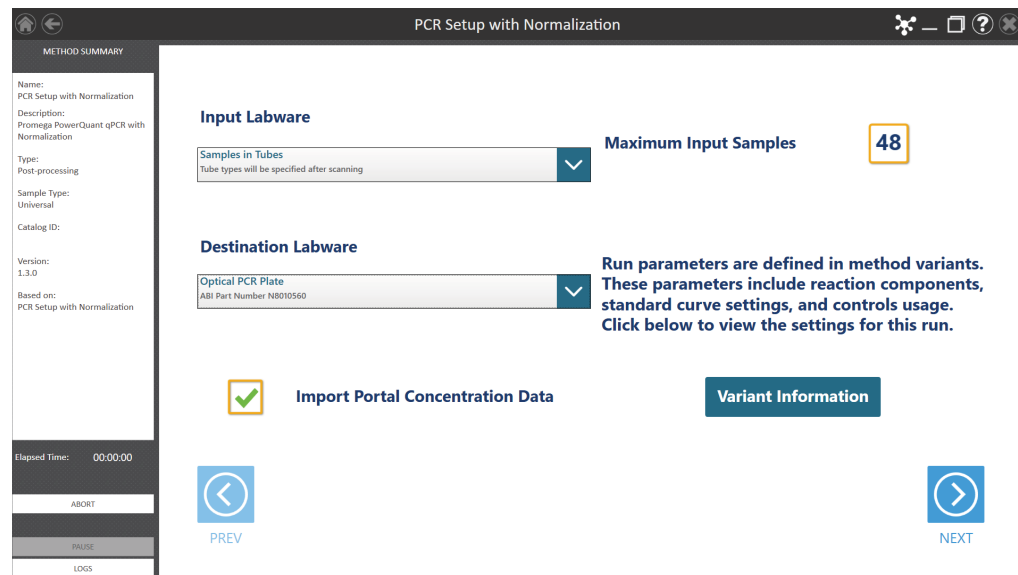 PCR Setup with Normalization
METHOD SUMMARY
Name:
PCR Setup with Normalization
Description:
Promega PowerQuant qPCR with
Normalization
Type:
Post-processing
Sample Type:
Universal
Catalog ID:
Version:
1.3.0
Based on:
PCR Setup with Normalization
Elapsed Time: 00:00:00
ABORT
PAUSE
LOGS
Input Labware
Samples in Tubes
Tube types will be specified after scanning
Maximum Input Samples 48
Destination Labware
Optical PCR Plate
ABI Part Number N8010560
Run parameters are defined in method variants.
These parameters include reaction components,
standard curve settings, and controls usage.
Click below to view the settings for this run.
Import Portal Concentration Data
Variant Information
PREV
NEXT